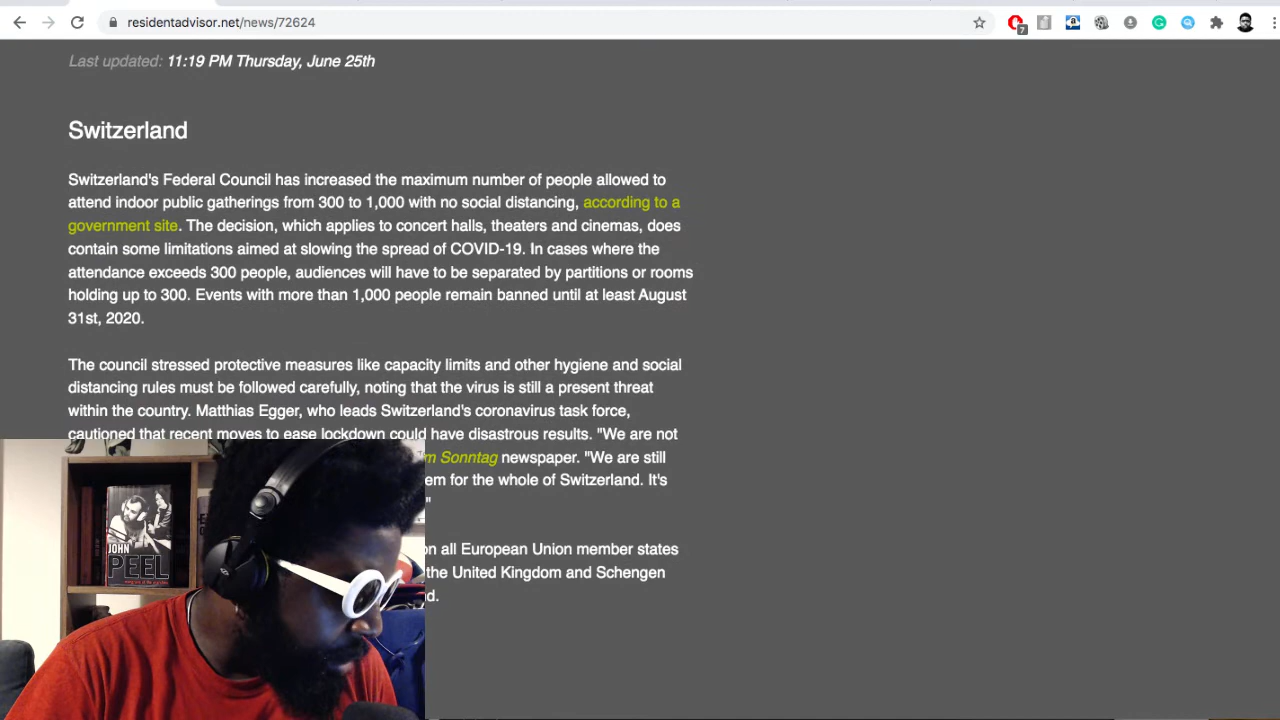 residentadvisor.net/news/72624
7
Last updated: 11:19 PM Thursday, June 25th
Switzerland
Switzerland's Federal Council has increased the maximum number of people allowed to
attend indoor public gatherings from 300 to 1,000 with no social distancing, according to a
government site. The decision, which applies to concert halls, theaters and cinemas, does
contain some limitations aimed at slowing the spread of COVID-19. In cases where the
attendance exceeds 300 people, audiences will have to be separated by partitions or rooms
holding up to 300. Events with more than 1,000 people remain banned until at least August
31st, 2020.
The council stressed protective measures like capacity limits and other hygiene and social
distancing rules must be followed carefully, noting that the virus is still a present threat
within the country. Matthias Egger, who leads Switzerland's coronavirus task force,
cautioned that recent moves to ease lockdown could have disastrous results. "We are not
m Sonntag newspaper. "We are still
em for the whole of Switzerland. It's
"
on all European Union member states
the United Kingdom and Schengen
d.
JOHN
PEEL